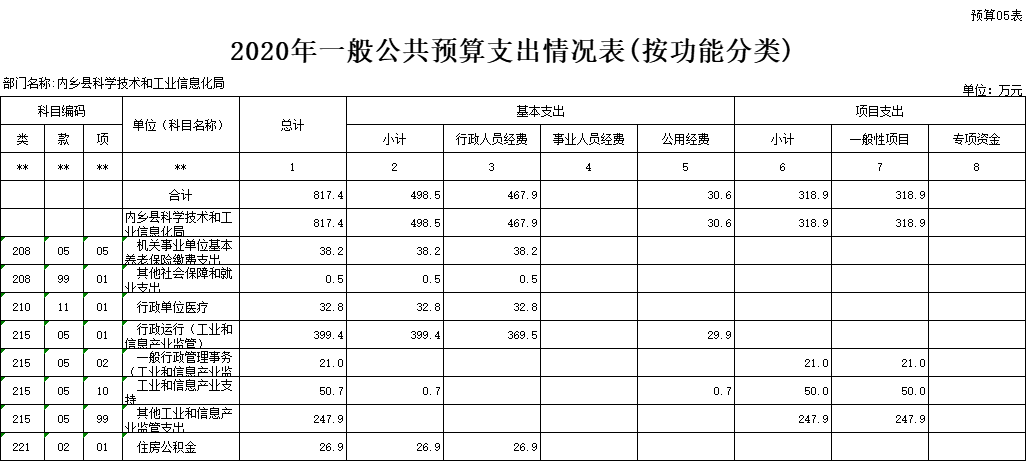 预算05表
2020年一般公共预算支出情况表(按功能分类)
部门名称:内乡县科学技术和工业信息化局
单位：万元
科目编码 单位（科目名称） 总计 基本支出 项目支出
类 款 项 小计 行政人员经费 事业人员经费 公用经费 小计 一般性项目 专项资金
** ** ** ** 1 2 3 4 5 6 7 8
合计 817.4 498.5 467.9 30.6 318.9 318.9
内乡县科学技术和工
业信息化局 817.4 498.5 467.9 30.6 318.9 318.9
208 05 05 机关事业单位基本
养老保险缴费支出 38.2 38.2 38.2
208 99 01 其他社会保障和就
业支出 0.5 0.5 0.5
210 11 01 行政单位医疗 32.8 32.8 32.8
215 05 01 行政运行（工业和
信息产业监管） 399.4 399.4 369.5 29.9
215 05 02 一般行政管理事务
（工业和信息产业监 21.0 21.0 21.0
215 05 10 工业和信息产业支
持 50.7 0.7 0.7 50.0 50.0
215 05 99 其他工业和信息产
业监管支出 247.9 247.9 247.9
221 02 01 住房公积金 26.9 26.9 26.9